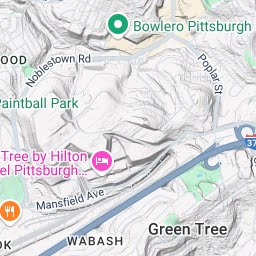 Bowlero Pittsburgh
OOD
Noblestown Rd
Poplar St
Paintball Park
37
Tree by Hilton
el Pittsburgh...
Mansfield Ave
Green Tree
OK
WABASH